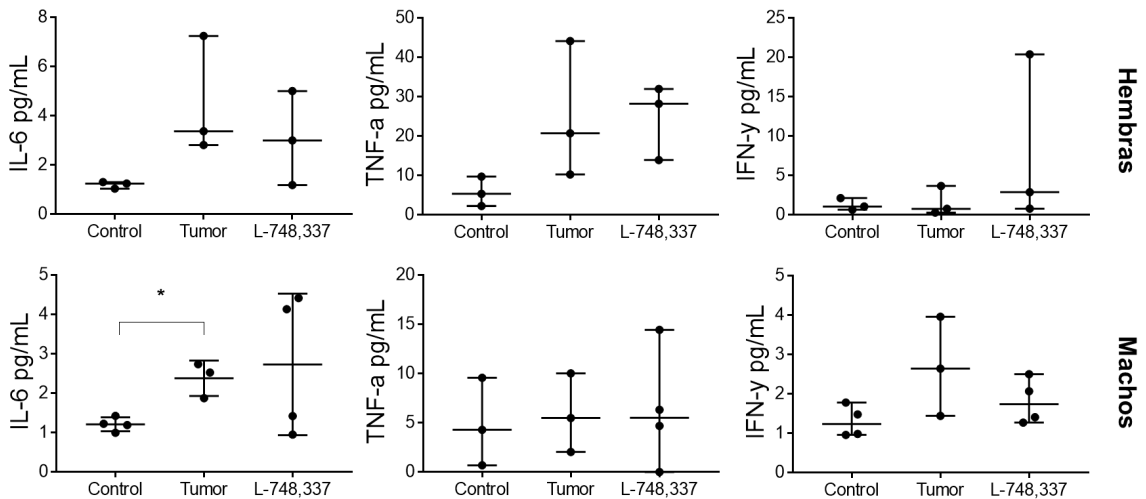 8
6
4
2
0
IL-6 pg/mL
Control
Tumor
L-748,337
50
40
30
20
10
0
TNF-a pg/mL
Control
Tumor
L-748,337
25
20
15
10
5
0
IFN-y pg/mL
Control
Tumor
L-748,337
Hembras
5
4
3
2
1
0
IL-6 pg/mL
*
Control
Tumor
L-748,337
20
15
10
5
0
TNF-a pg/mL
Control
Tumor
L-748,337
5
4
3
2
1
0
IFN-y pg/mL
Control
Tumor
L-748,337
Machos